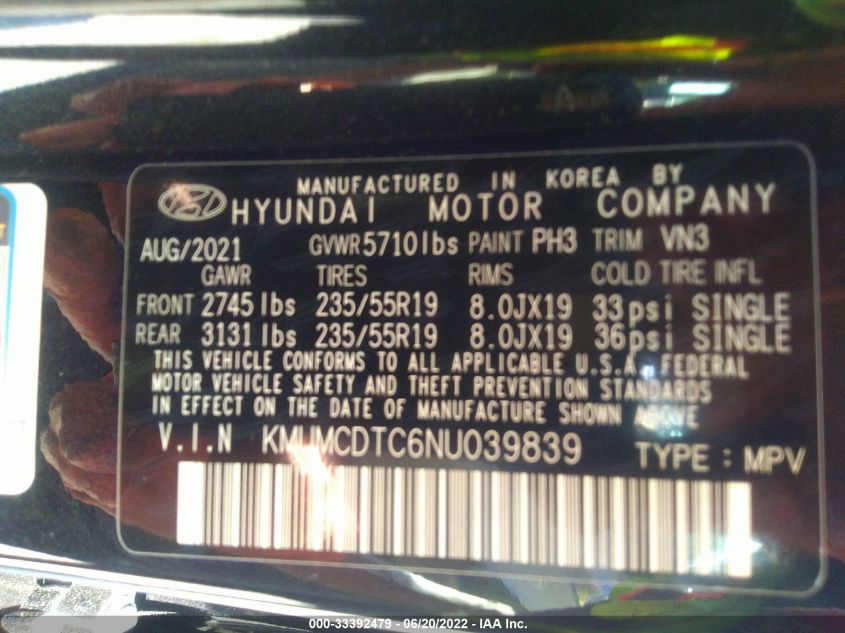 MANUFACTURED IN KOREA BY
HYUNDAI MOTOR COMPANY
AUG/2021 GVWR 5710lbs PAINT PH3 TRIM VN3
GAWR TIRES RIMS COLD TIRE INFL
FRONT 2745 lbs 235/55R19 8.0JX19 33psi SINGLE
REAR 3131 lbs 235/55R19 8.0JX19 36psi SINGLE
THIS VEHICLE CONFORMS TO ALL APPLICABLE U.S.A. FEDERAL
MOTOR VEHICLE SAFETY AND THEFT PREVENTION STANDARDS
IN EFFECT ON THE DATE OF MANUFACTURE SHOWN ABOVE
V.I.N KMUMCDTC6NU039839 TYPE : MPV
000-33392479 - 06/20/2022 - IAA Inc.